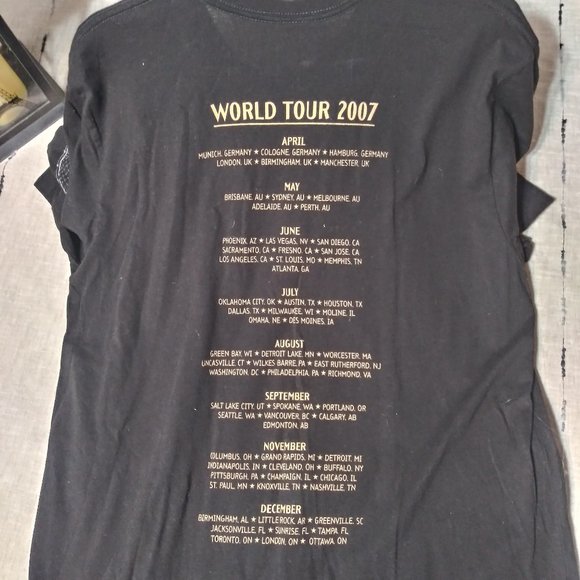 WORLD TOUR 2007
APRIL
MUNICH, GERMANY ★ COLOGNE, GERMANY ★ HAMBURG, GERMANY
LONDON, UK ★ BIRMINGHAM, UK ★ MANCHESTER, UK
MAY
BRISBANE, AU ★ SYDNEY, AU ★ MELBOURNE, AU
ADELAIDE, AU ★ PERTH, AU
JUNE
PHOENIX, AZ ★ LAS VEGAS, NV ★ SAN DIEGO, CA
SACRAMENTO, CA ★ FRESNO, CA ★ SAN JOSE, CA
LOS ANGELES, CA ★ ST. LOUIS, MO ★ MEMPHIS, TN
ATLANTA, GA
JULY
OKLAHOMA CITY, OK ★ AUSTIN, TX ★ HOUSTON, TX
DALLAS, TX ★ MILWAUKEE, WI ★ MOLINE, IL
OMAHA, NE ★ DES MOINES, IA
AUGUST
GREEN BAY, WI ★ DETROIT LAKE, MN ★ WORCESTER, MA
UNCASVILLE, CT ★ WILKES BARRE, PA ★ EAST RUTHERFORD, NJ
WASHINGTON, DC ★ PHILADELPHIA, PA ★ RICHMOND, VA
SEPTEMBER
SALT LAKE CITY, UT ★ SPOKANE, WA ★ PORTLAND, OR
SEATTLE, WA ★ VANCOUVER, BC ★ CALGARY, AB
EDMONTON, AB
NOVEMBER
COLUMBUS, OH ★ GRAND RAPIDS, MI ★ DETROIT, MI
INDIANAPOLIS, IN ★ CLEVELAND, OH ★ BUFFALO, NY
PITTSBURGH, PA ★ CHAMPAIGN, IL ★ CHICAGO, IL
ST. PAUL, MN ★ KNOXVILLE, TN ★ NASHVILLE, TN
DECEMBER
BIRMINGHAM, AL ★ LITTLE ROCK, AR ★ GREENVILLE, SC
JACKSONVILLE, FL ★ SUNRISE, FL ★ TAMPA, FL
TORONTO, ON ★ LONDON, ON ★ OTTAWA, ON